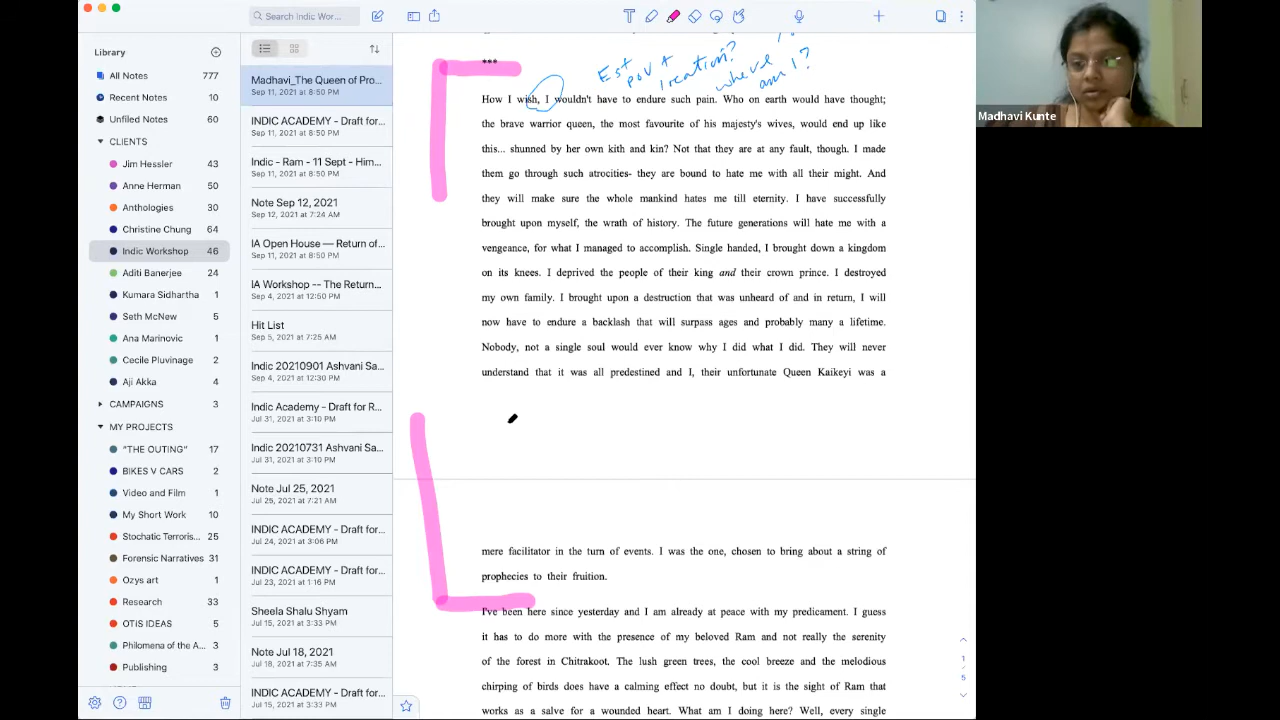 Search Indic Wor...
Library
All Notes 777
Recent Notes 10
Unfiled Notes 60
CLIENTS
Jim Hessler 43
Anne Herman 50
Anthologies 30
Christine Chung 64
Indic Workshop 46
Aditi Banerjee 24
Kumara Sidhartha 1
Seth McNew 5
Ana Marinovic 1
Cecile Pluvinage 2
Aji Akka 4
CAMPAIGNS 3
MY PROJECTS
"THE OUTING" 17
BIKES V CARS 2
Video and Film 1
My Short Work 10
Stochatic Terroris... 25
Forensic Narratives 31
Ozys art 1
Research 33
OTiS IDEAS 5
Philomena of the A... 3
Publishing 3
Madhavi_The Queen of Pro...
Sep 11, 2021 at 8:50 PM
INDIC ACADEMY - Draft for...
Sep 11, 2021 at 8:50 PM
Indic - Ram - 11 Sept - Him...
Sep 11, 2021 at 8:50 PM
Note Sep 12, 2021
Sep 12, 2021 at 7:24 AM
IA Open House — Return of...
Sep 11, 2021 at 8:50 PM
IA Workshop -- The Return...
Sep 4, 2021 at 12:50 PM
Hit List
Sep 5, 2021 at 7:25 AM
Indic 20210901 Ashvani Sa...
Sep 4, 2021 at 12:30 PM
Indic Academy - Draft for R...
Jul 31, 2021 at 3:10 PM
Indic 20210731 Ashvani Sa...
Jul 31, 2021 at 3:10 PM
Note Jul 25, 2021
Jul 25, 2021 at 7:21 AM
INDIC ACADEMY - Draft for...
Jul 24, 2021 at 3:06 PM
INDIC ACADEMY - Draft for...
Jul 23, 2021 at 1:16 PM
Sheela Shalu Shyam
Jul 15, 2021 at 3:33 PM
Note Jul 18, 2021
Jul 18, 2021 at 7:35 AM
INDIC ACADEMY - Draft for...
Jul 15, 2021 at 3:33 PM
***
Est
POV +
location?
where
am I?
How I wish, I wouldn't have to endure such pain. Who on earth would have thought;
the brave warrior queen, the most favourite of his majesty's wives, would end up like
this... shunned by her own kith and kin? Not that they are at any fault, though. I made
them go through such atrocities- they are bound to hate me with all their might. And
they will make sure the whole mankind hates me till eternity. I have successfully
brought upon myself, the wrath of history. The future generations will hate me with a
vengeance, for what I managed to accomplish. Single handed, I brought down a kingdom
on its knees. I deprived the people of their king and their crown prince. I destroyed
my own family. I brought upon a destruction that was unheard of and in return, I will
now have to endure a backlash that will surpass ages and probably many a lifetime.
Nobody, not a single soul would ever know why I did what I did. They will never
understand that it was all predestined and I, their unfortunate Queen Kaikeyi was a
mere facilitator in the turn of events. I was the one, chosen to bring about a string of
prophecies to their fruition.
I've been here since yesterday and I am already at peace with my predicament. I guess
it has to do more with the presence of my beloved Ram and not really the serenity
of the forest in Chitrakoot. The lush green trees, the cool breeze and the melodious
chirping of birds does have a calming effect no doubt, but it is the sight of Ram that
works as a salve for a wounded heart. What am I doing here? Well, every single
1
5
Madhavi Kunte